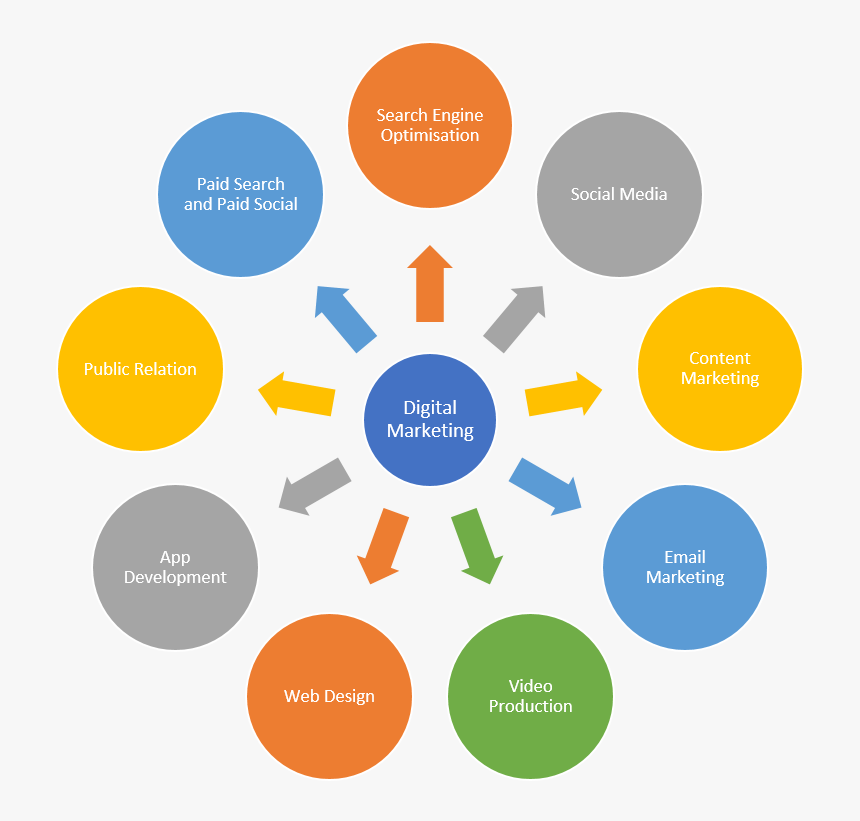 Search Engine
Optimisation
Paid Search
and Paid Social
Social Media
Public Relation
Content
Marketing
Digital
Marketing
App
Development
Email
Marketing
Web Design
Video
Production